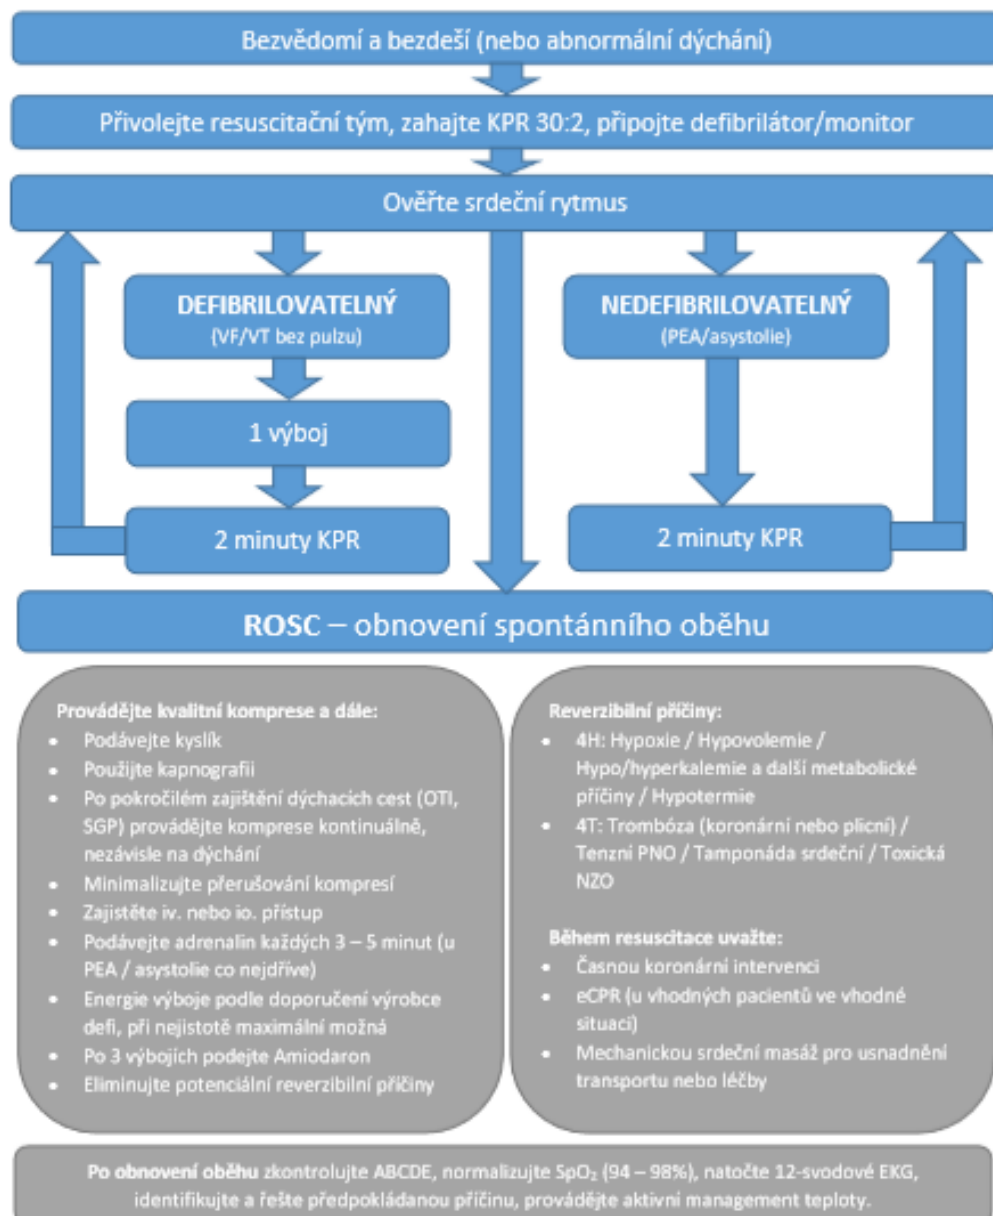 Bezvědomí a bezdeší (nebo abnormální dýchání)
Přivolejte resuscitační tým, zahajte KPR 30:2, připojte defibrilátor/monitor
Ověřte srdeční rytmus
DEFIBRILOVATELNÝ
(VF/VT bez pulzu)
1 výboj
2 minuty KPR
NEDEFIBRILOVATELNÝ
(PEA/asystolie)
2 minuty KPR
ROSC – obnovení spontánního oběhu
Provádějte kvalitní komprese a dále:
• Podávejte kyslík
• Použijte kapnografii
• Po pokročilém zajištění dýchacích cest (OTI,
SGP) provádějte komprese kontinuálně,
nezávisle na dýchání
• Minimalizujte přerušování kompresí
• Zajistěte iv. nebo io. přístup
• Podávejte adrenalin každých 3 – 5 minut (u
PEA / asystolie co nejdříve)
• Energie výboje podle doporučení výrobce
defi, při nejistotě maximální možná
• Po 3 výbojích podejte Amiodaron
• Eliminujte potenciální reverzibilní příčiny
Reverzibilní příčiny:
• 4H: Hypoxie / Hypovolemie /
Hypo/hyperkalemie a další metabolické
příčiny / Hypotermie
• 4T: Trombóza (koronární nebo plicní) /
Tenzní PNO / Tamponáda srdeční / Toxická
NZO
Během resuscitace uvažte:
• Časnou koronární intervenci
• eCPR (u vhodných pacientů ve vhodné
situaci)
• Mechanickou srdeční masáž pro usnadnění
transportu nebo léčby
Po obnovení oběhu zkontrolujte ABCDE, normalizujte SpO₂ (94 – 98%), natočte 12-svodové EKG,
identifikujte a řešte předpokládanou příčinu, provádějte aktivní management teploty.